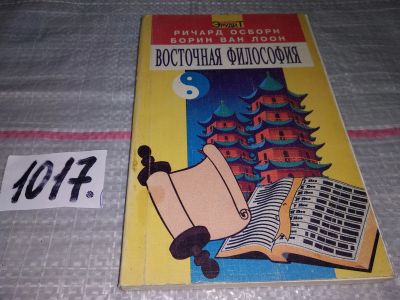 ЭРУДИТ
РИЧАРД ОСБОРН
БОРИН ВАН ЛООН
ВОСТОЧНАЯ ФИЛОСОФИЯ
1017.